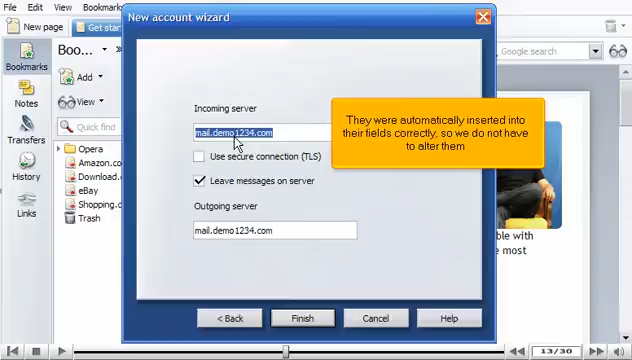 File Edit View Bookmarks
New account wizard
New page
Get star
Google search
Bookmarks
Notes
Transfers
History
Links
Boo...
Add
View
Quick find
Opera
Amazon.co
Download.c
eBay
Shopping.c
Trash
Incoming server
mail.demo1234.com
Use secure connection (TLS)
Leave messages on server
Outgoing server
mail.demo1234.com
They were automatically inserted into
their fields correctly, so we do not have
to alter them
ble with
e most
< Back
Finish
Cancel
Help
13/30